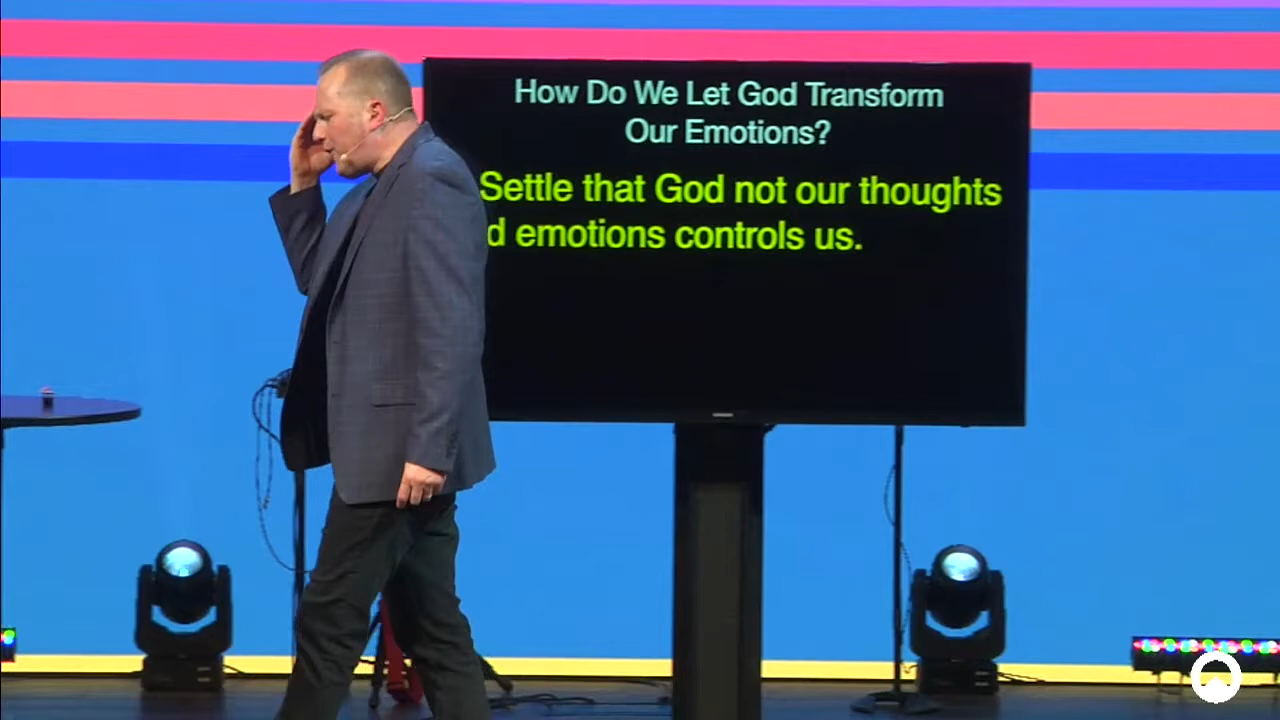 How Do We Let God Transform
Our Emotions?
Settle that God not our thoughts
d emotions controls us.